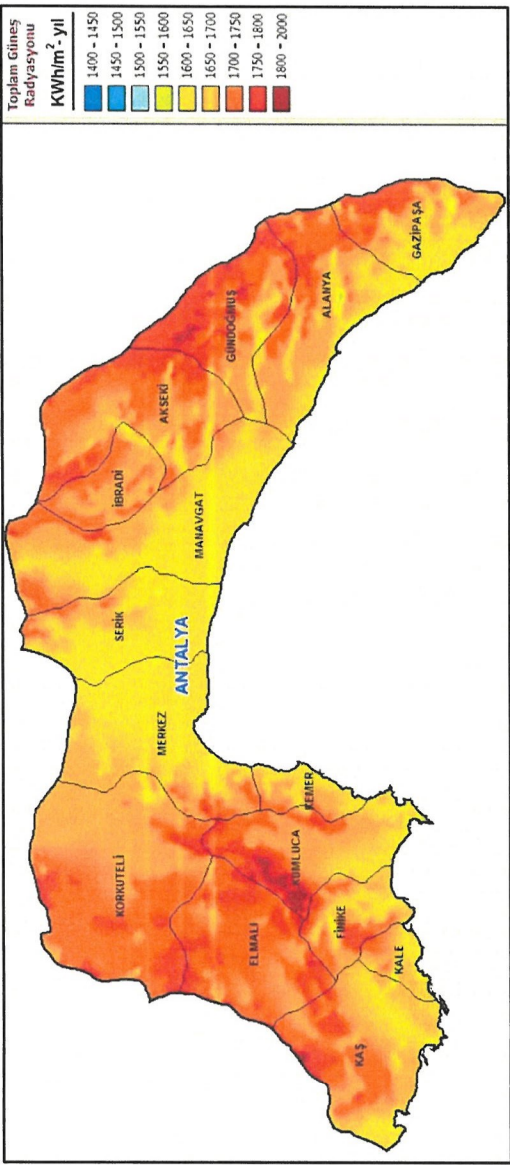 Toplam Güneş
Radyasyonu
KWh/m²- yıl
1400 – 1450
1450 – 1500
1500 – 1550
1550 – 1600
1600 – 1650
1650 – 1700
1700 – 1750
1750 – 1800
1800 – 2000
KORKUTELİ
ELMALI
KAŞ
KALE
FİNİKE
KUMLUCA
KEMER
MERKEZ
ANTALYA
SERİK
MANAVGAT
İBRADİ
AKSEKİ
GÜNDOĞMUŞ
ALANYA
GAZİPAŞA